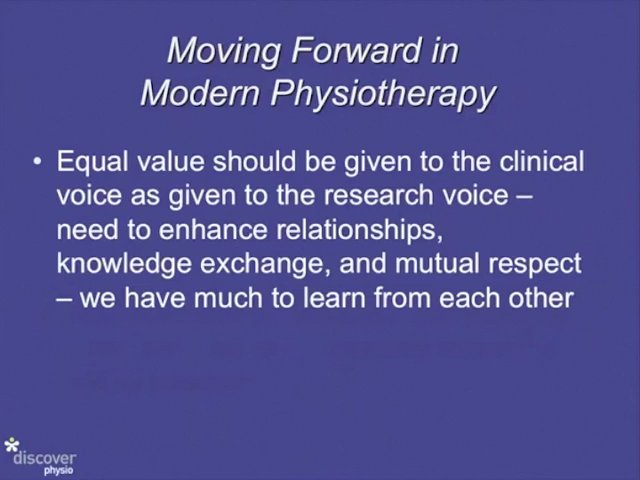 Moving Forward in
Modern Physiotherapy
• Equal value should be given to the clinical
voice as given to the research voice –
need to enhance relationships,
knowledge exchange, and mutual respect
– we have much to learn from each other
discover
physio